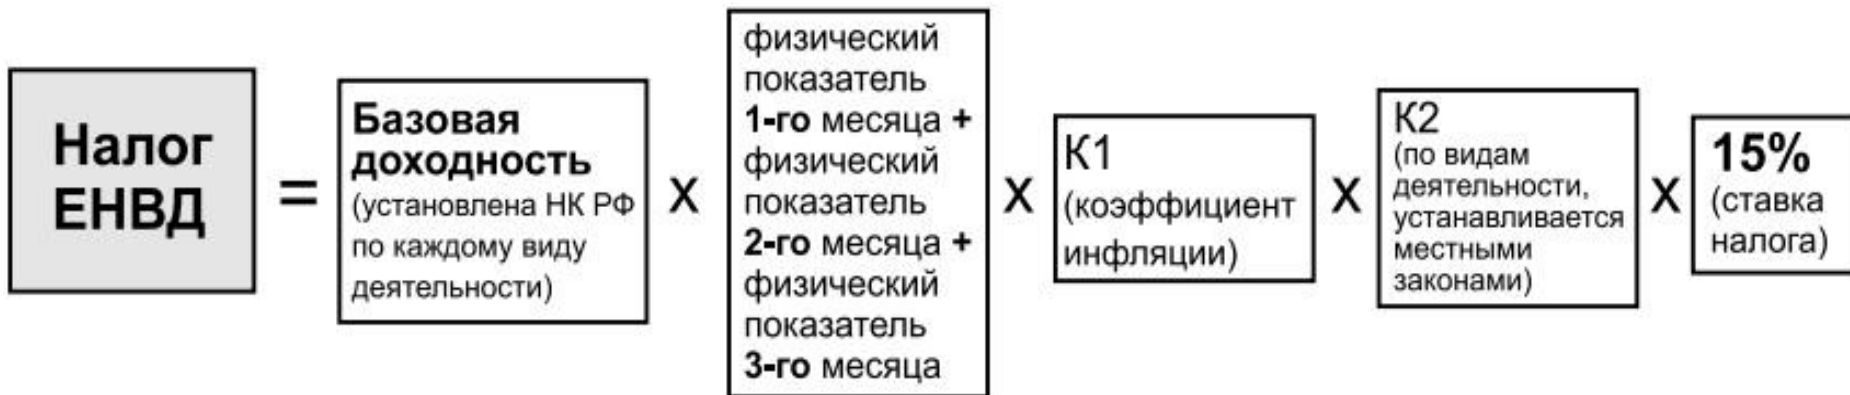 Налог
ЕНВД
=
Базовая
доходность
(установлена НК РФ
по каждому виду
деятельности)
X
физический
показатель
1-го месяца +
физический
показатель
2-го месяца +
физический
показатель
3-го месяца
X
К1
(коэффициент
инфляции)
X
К2
(по видам
деятельности,
устанавливается
местными
законами)
X
15%
(ставка
налога)